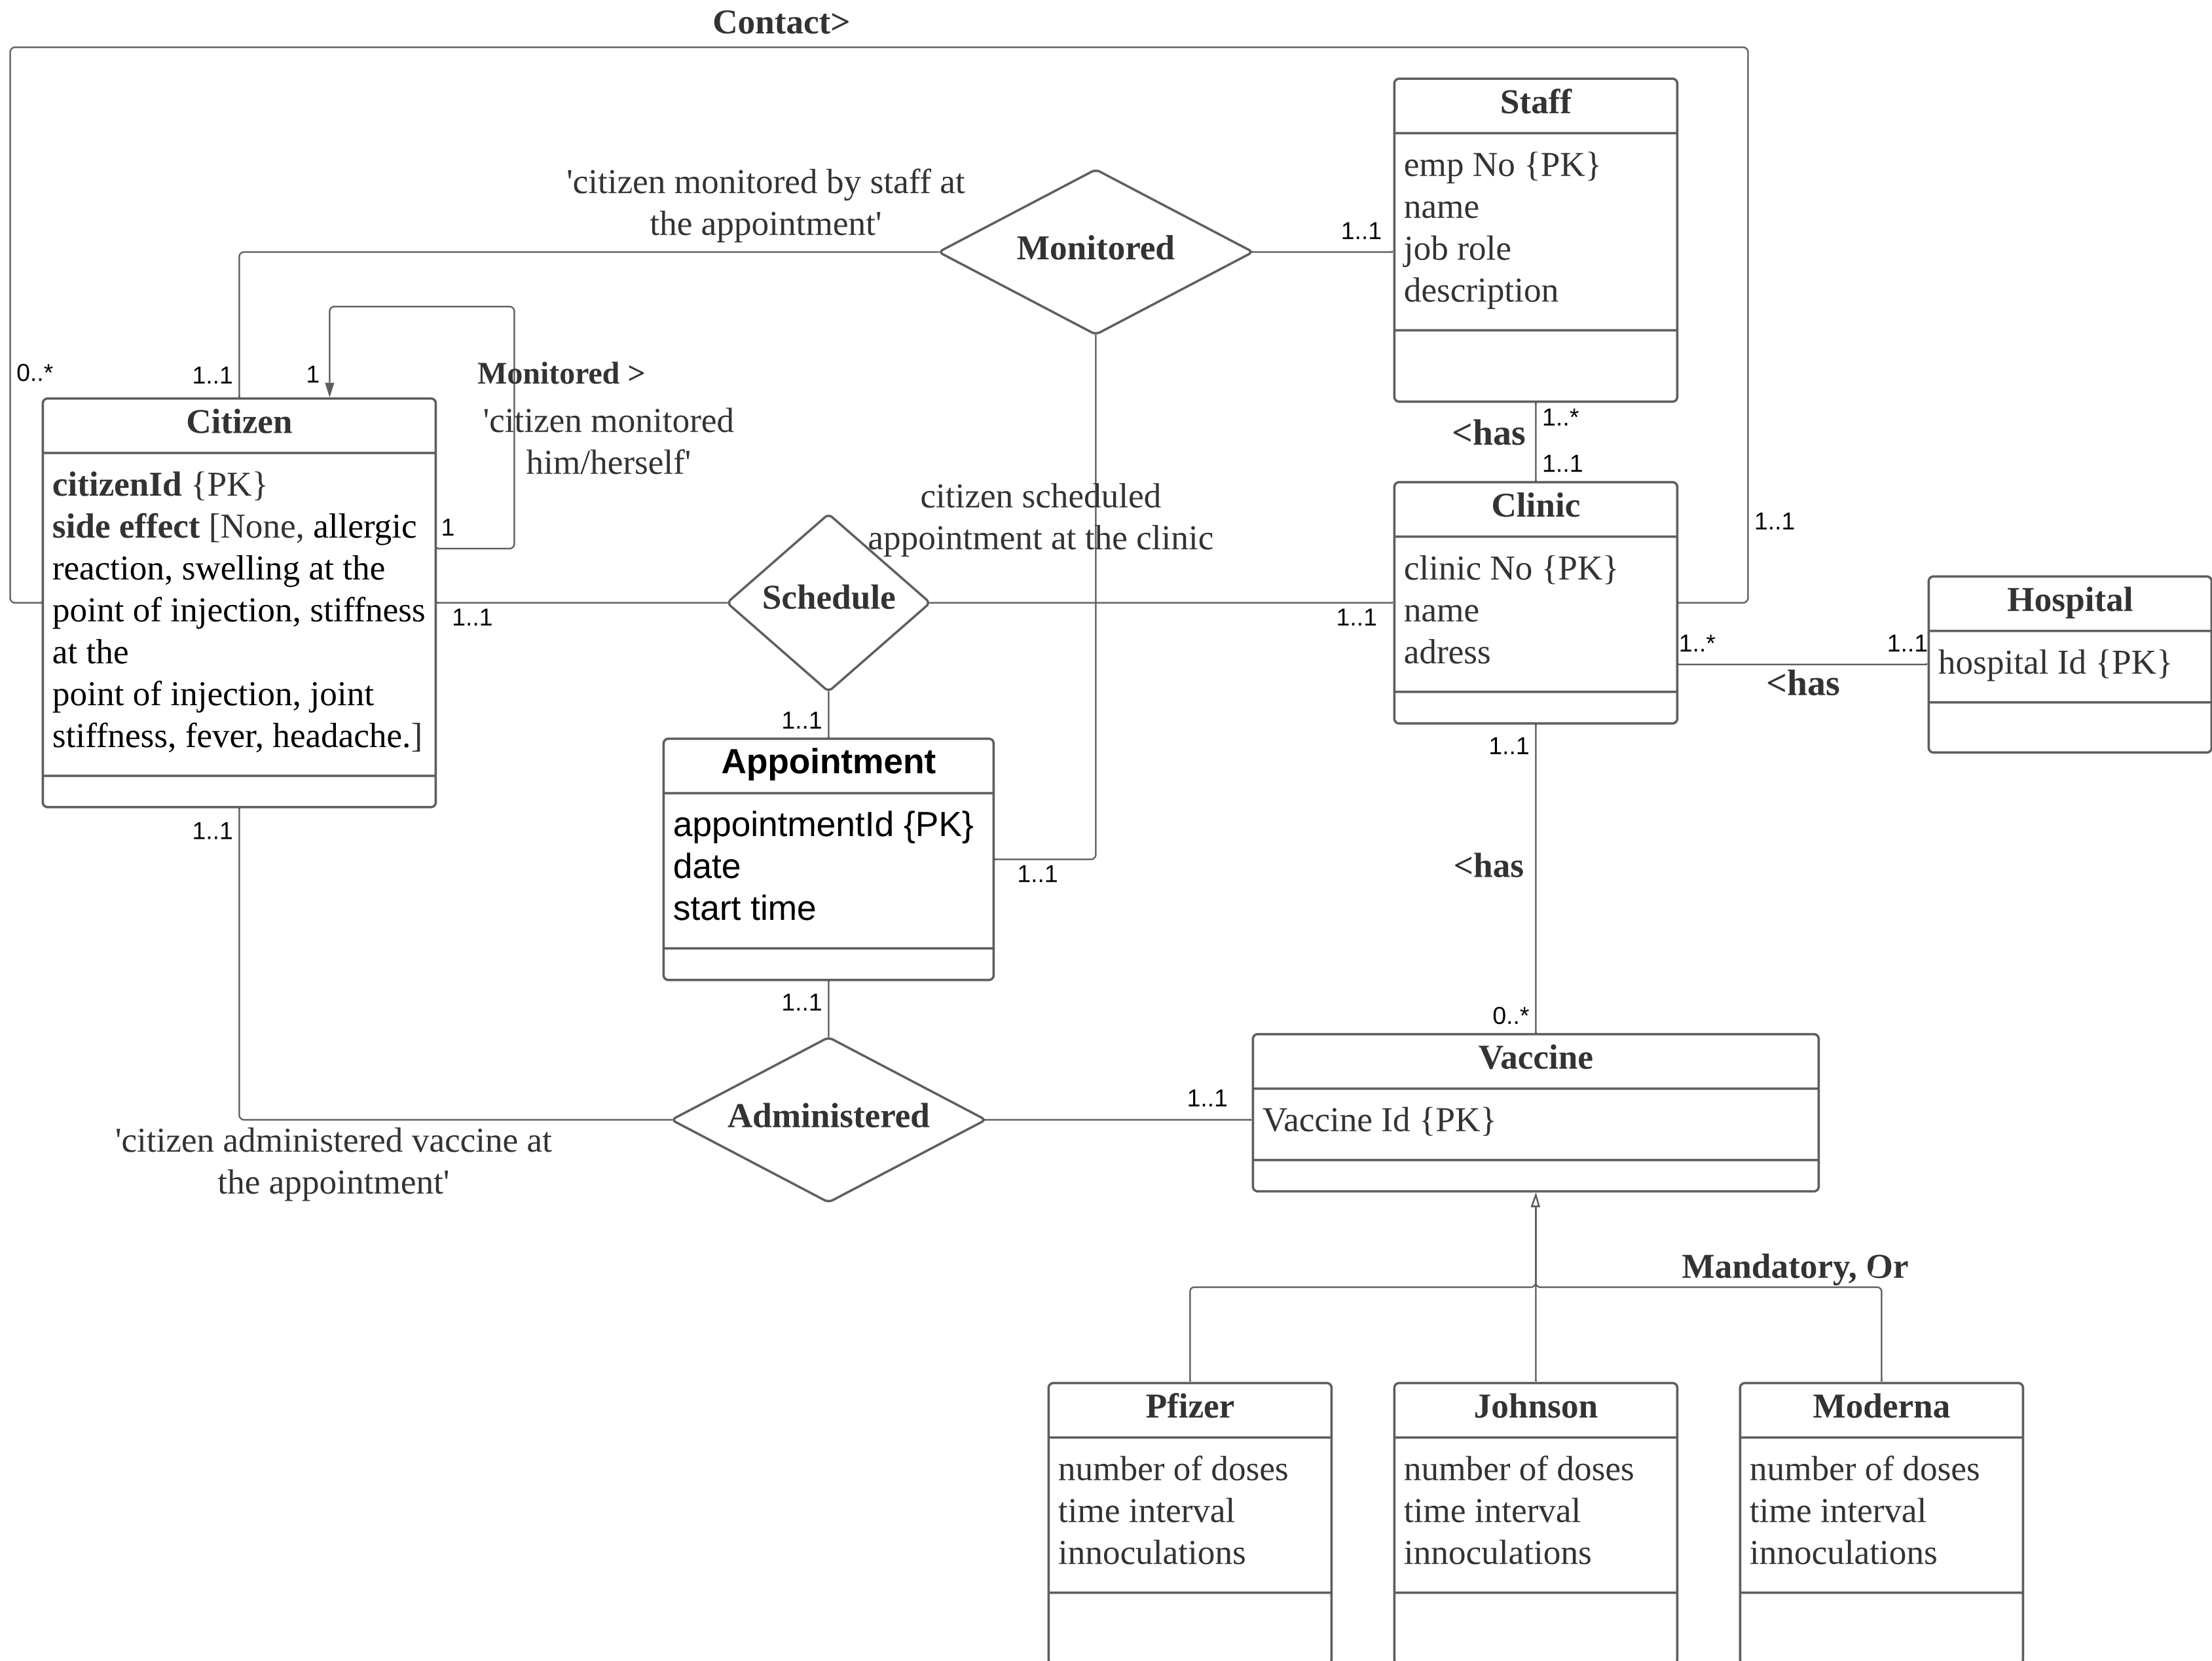 Contact>
Staff
emp No {PK}
name
job role
description
'citizen monitored by staff at
the appointment'
Monitored
1..1
0..*
1..1
1
Monitored >
'citizen monitored
him/herself'
1
Citizen
citizenId {PK}
side effect [None, allergic
reaction, swelling at the
point of injection, stiffness
at the
point of injection, joint
stiffness, fever, headache.]
<has
1..*
1..1
citizen scheduled
appointment at the clinic
Schedule
1..1
1..1
1..1
Clinic
clinic No {PK}
name
adress
1..1
1..*
1..1
<has
Hospital
hospital Id {PK}
Appointment
appointmentId {PK}
date
start time
1..1
1..1
1..1
<has
0..*
1..1
Administered
1..1
'citizen administered vaccine at
the appointment'
Vaccine
Vaccine Id {PK}
Mandatory, Or
Pfizer
number of doses
time interval
innoculations
Johnson
number of doses
time interval
innoculations
Moderna
number of doses
time interval
innoculations